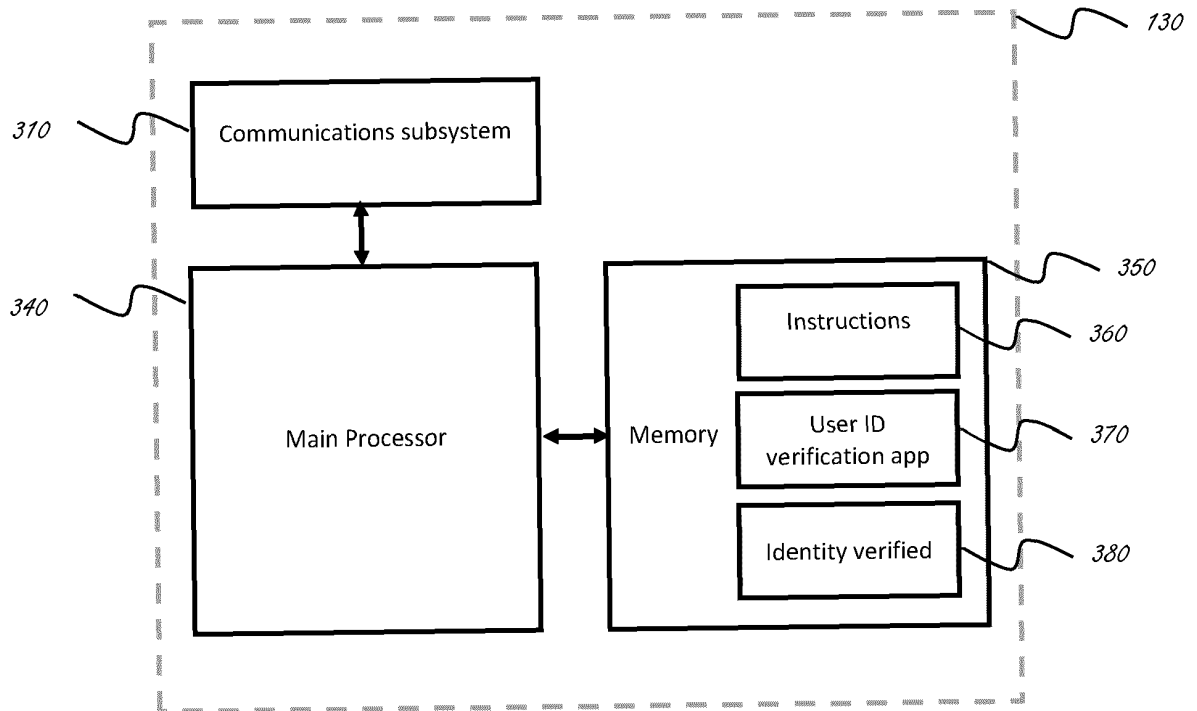 130
310
Communications subsystem
340
350
Instructions
360
Main Processor
Memory
User ID
verification app
370
Identity verified
380